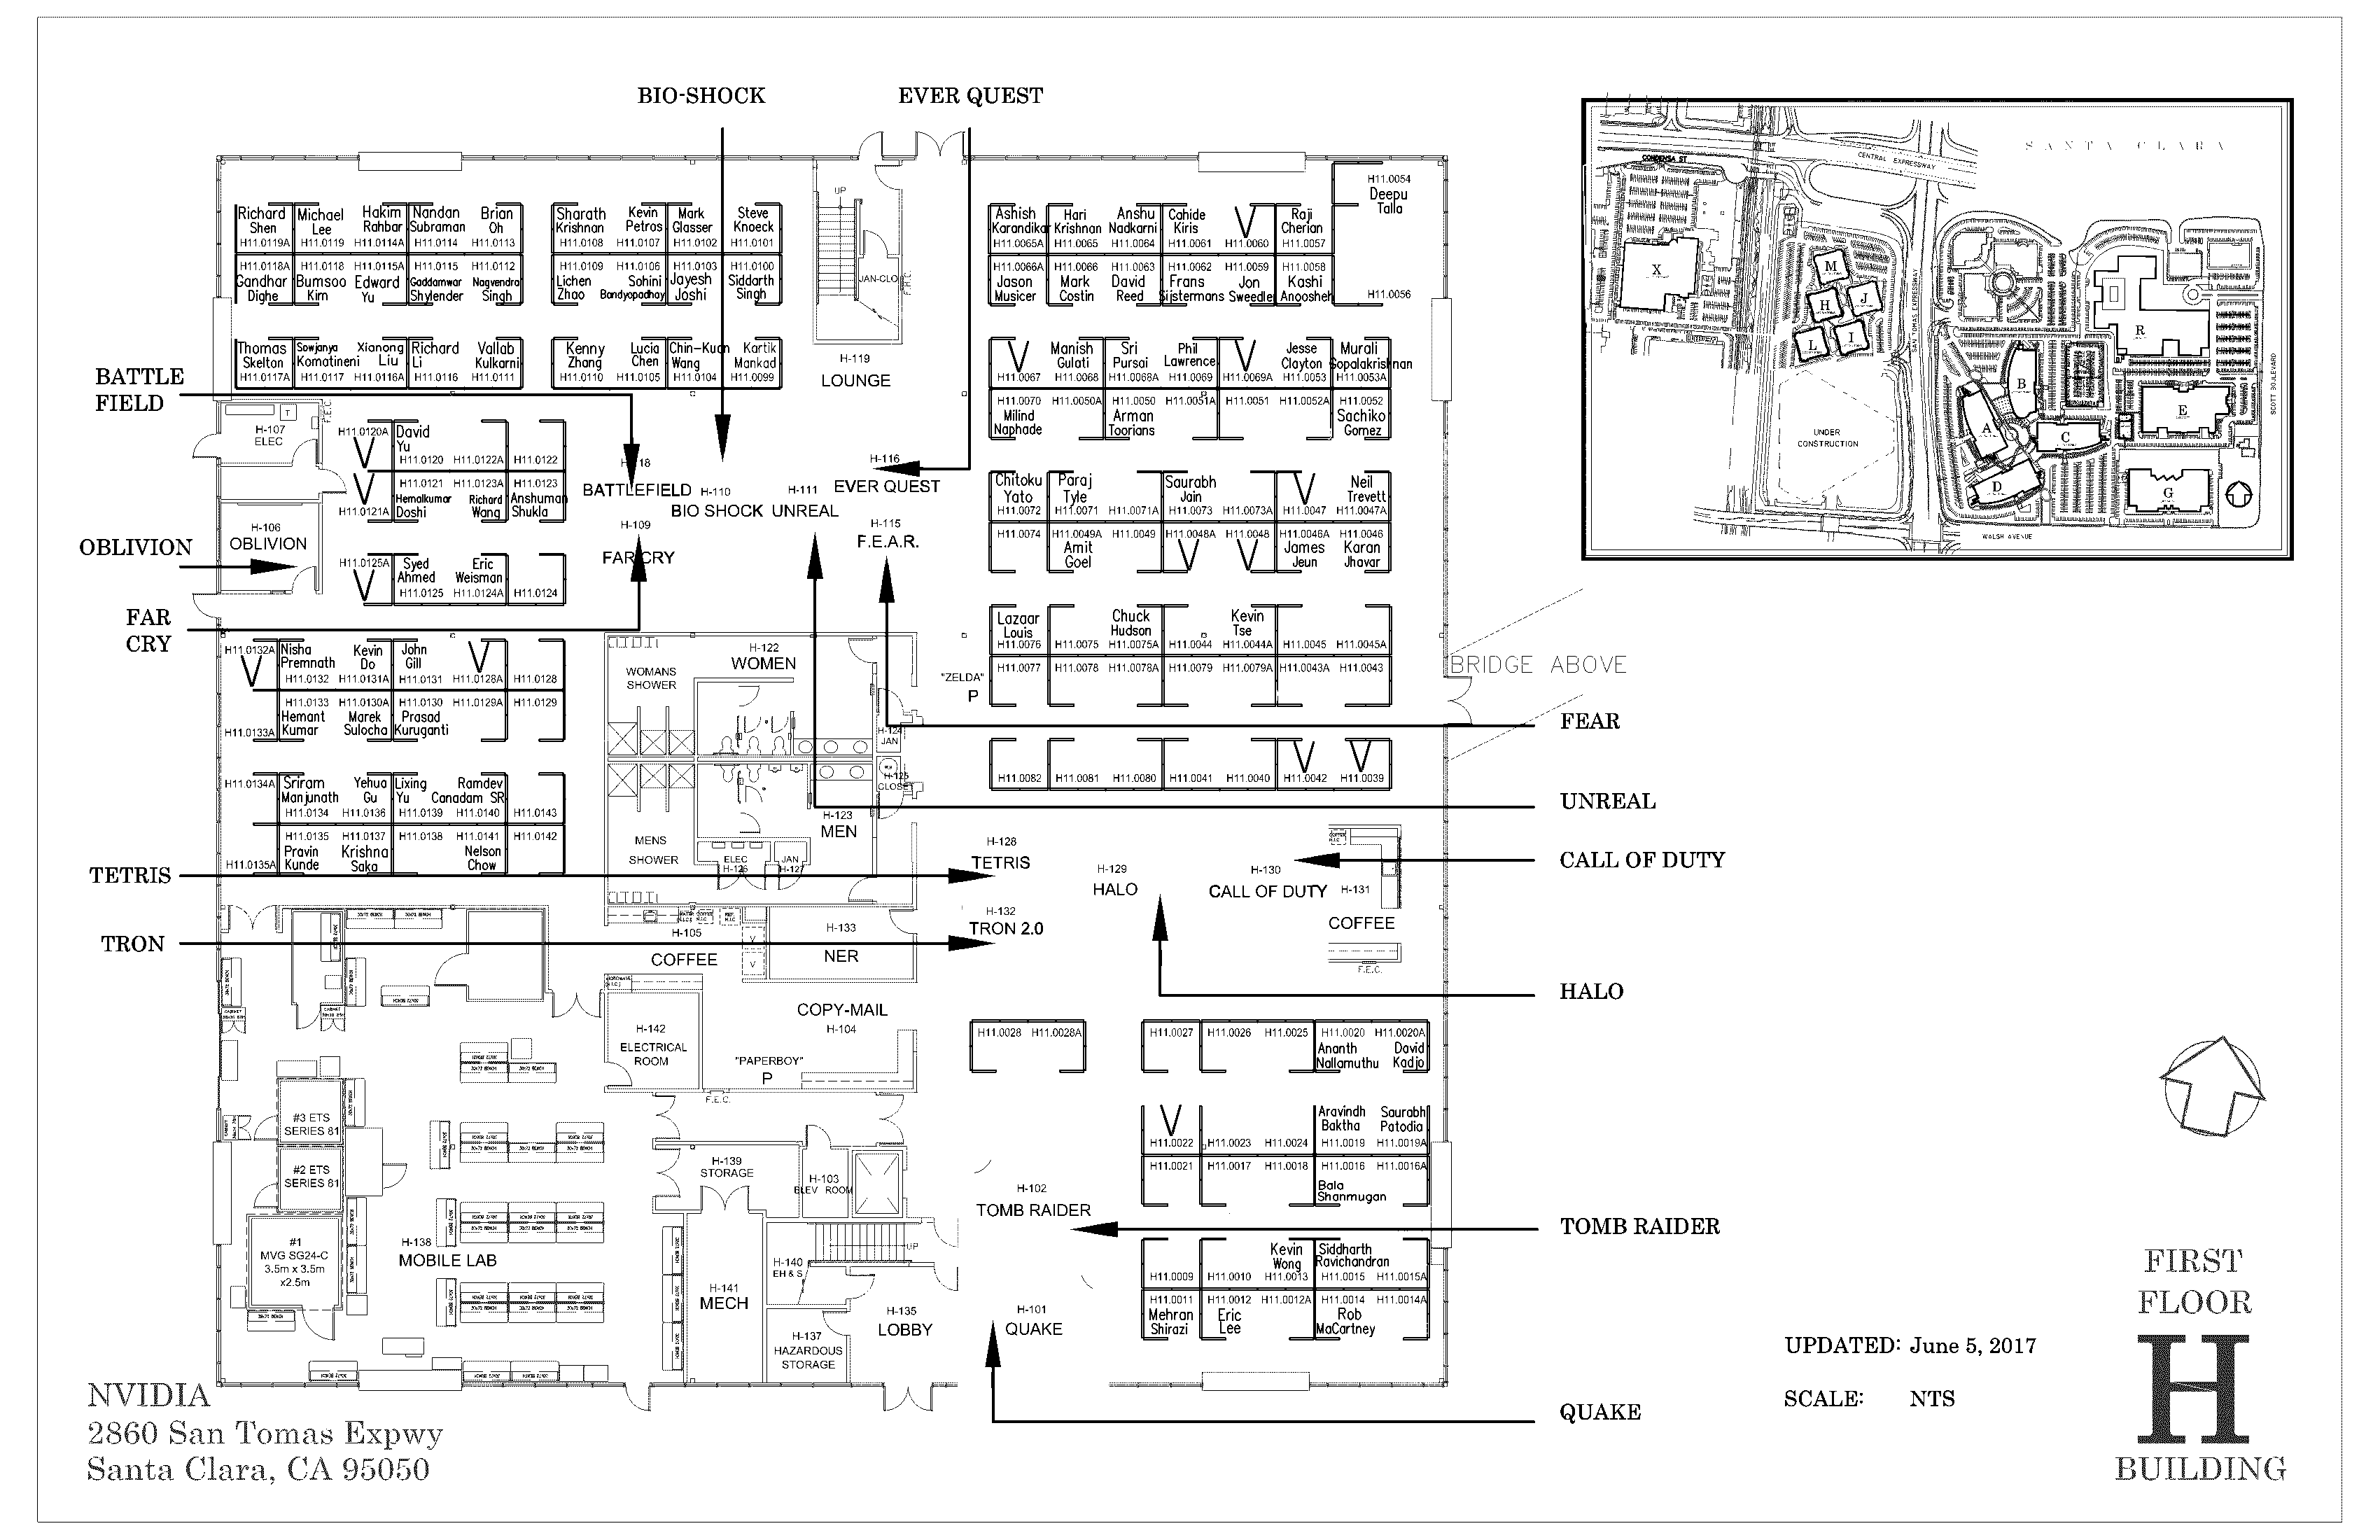 BIO-SHOCK
EVER QUEST
BATTLE
FIELD
OBLIVION
FAR
CRY
TETRIS
TRON
FEAR
UNREAL
CALL OF DUTY
HALO
TOMB RAIDER
QUAKE
Richard Shen
H11.0119A
Michael Lee
H11.0119
Hakim Rahbar
H11.0114A
Nandan Subraman
H11.0114
Brian Oh
H11.0113
Sharath Krishnan
H11.0108
Kevin Petros
H11.0107
Mark Glasser
H11.0102
Steve Knoeck
H11.0101
H11.0118A
Gandhar Dighe
H11.0118
Bumsoo Kim
H11.0115A
Edward Yu
H11.0115
Gaddamwar Shylender
H11.0112
Nagvendra Singh
H11.0109
Lichen Zhao
H11.0106
Sohini Bandyopadhay
H11.0103
Jayesh Joshi
H11.0100
Siddarth Singh
Thomas Skelton
H11.0117A
Sowjanya Komatineni
H11.0117
Xianong Liu
H11.0116A
Richard Li
H11.0116
Vallab Kulkarni
H11.0111
Kenny Zhang
H11.0110
Lucia Chen
H11.0105
Chin-Kuan Wang
H11.0104
Kartik Mankad
H11.0099
UP
JAN-CLO
F.E.C.
H-119
LOUNGE
Ashish Karandikar
H11.0065A
Hari Krishnan
H11.0065
Anshu Nadkarni
H11.0064
Cahide Kiris
H11.0061
V
H11.0060
Raji Cherian
H11.0057
H11.0054
Deepu
Talla
H11.0066A
Jason Musicer
H11.0066
Mark Costin
H11.0063
David Reed
H11.0062
Frans Sijstermans
H11.0059
Jon Sweedler
H11.0058
Kashi Anoosheh
H11.0056
V
H11.0067
Manish Gulati
H11.0068
Sri Pursai
H11.0068A
Phil Lawrence
H11.0069
V
H11.0069A
Jesse Clayton
H11.0053
Murali Gopalakrishnan
H11.0053A
H11.0070
Milind Naphade
H11.0050A
H11.0050
Arman Toorians
H11.0051A
H11.0051
H11.0052A
H11.0052
Sachiko Gomez
H-107
ELEC
T
F.E.C.
H11.0120A
V
David
Yu
H11.0120 H11.0122A H11.0122
H11.0121 H11.0123A H11.0123
V
Hemalkumar Doshi
Richard Wang
Anshuman Shukla
H11.0121A
H-106
OBLIVION
H11.0125A
V
Syed Ahmed
Eric Weisman
H11.0125 H11.0124A H11.0124
BATTLEFIELD
H-110
BIO SHOCK
H-111
UNREAL
H-116
EVER QUEST
H-109
FAR CRY
H-115
F.E.A.R.
Chitoku Yato
H11.0072
Paraj Tyle
H11.0071
H11.0071A
Saurabh Jain
H11.0073
H11.0073A
V
H11.0047
Neil Trevett
H11.0047A
H11.0074
H11.0049A
Amit Goel
H11.0049
H11.0048A
V
H11.0048
V
H11.0046A
James Jeun
H11.0046
Karan Jhavar
Lazaar Louis
H11.0076
H11.0075
Chuck Hudson
H11.0075A
H11.0044
Kevin Tse
H11.0044A
H11.0045
H11.0045A
H11.0077 H11.0078 H11.0078A H11.0079 H11.0079A H11.0043A H11.0043
"ZELDA"
P
BRIDGE ABOVE
H11.0082 H11.0081 H11.0080 H11.0041 H11.0040
V
H11.0042
V
H11.0039
H11.0132A
V
Nisha Premnath
H11.0132
Kevin Do
H11.0131A
John Gill
H11.0131
V
H11.0128A
H11.0128
H11.0133
Hemant Kumar
H11.0130A
Marek Sulocha
H11.0130
Prasad Kuruganti
H11.0129A
H11.0129
H11.0133A
H11.0134A
Sriram Manjunath
H11.0134
Yehua Gu
H11.0136
Lixing Yu
H11.0139
Ramdev Canadam SR
H11.0140
H11.0143
H11.0135
Pravin Kunde
H11.0137
Krishna Saka
H11.0138
H11.0141
Nelson Chow
H11.0142
H11.0135A
WOMANS
SHOWER
H-122
WOMEN
H-124
JAN
H-125
CLOSET
H-123
MEN
MENS
SHOWER
ELEC
H-126
JAN
H-127
H-128
TETRIS
H-129
HALO
H-130
CALL OF DUTY
H-131
COFFEE
F.E.C.
H-132
TRON 2.0
H-105
COFFEE
V
V
H-133
NER
COPY-MAIL
H-104
H-142
ELECTRICAL
ROOM
"PAPERBOY"
P
F.E.C.
H11.0028 H11.0028A
H11.0027 H11.0026 H11.0025
H11.0020 H11.0020A
Ananth Nallamuthu
David Kadjo
V
H11.0022 H11.0023 H11.0024
Aravindh Baktha
H11.0019
Saurabh Patodia
H11.0019A
H11.0021 H11.0017 H11.0018 H11.0016 H11.0016A
Bala
Shanmugan
#3 ETS
SERIES 81
#2 ETS
SERIES 81
#1
MVG SG24-C
3.5m x 3.5m
x2.5m
H-138
MOBILE LAB
H-139
STORAGE
H-103
ELEV ROOM
H-102
TOMB RAIDER
UP
H-140
EH & S
H-141
MECH
H-137
HAZARDOUS
STORAGE
H-135
LOBBY
H-101
QUAKE
H11.0009
H11.0010
Kevin Wong
H11.0013
Siddharth Ravichandran
H11.0015
H11.0015A
H11.0011
Mehran Shirazi
H11.0012
Eric Lee
H11.0012A
H11.0014
Rob MaCartney
H11.0014A
SANTA CLARA
CENTRAL EXPRESSWAY
CONDENSA ST
SAN TOMAS EXPRESSWAY
SCOTT BOULEVARD
WALSH AVENUE
UNDER
CONSTRUCTION
X
M
H
J
L
I
R
B
E
A
C
D
G
NVIDIA
2860 San Tomas Expwy
Santa Clara, CA 95050
UPDATED: June 5, 2017
SCALE: NTS
FIRST
FLOOR
H
BUILDING